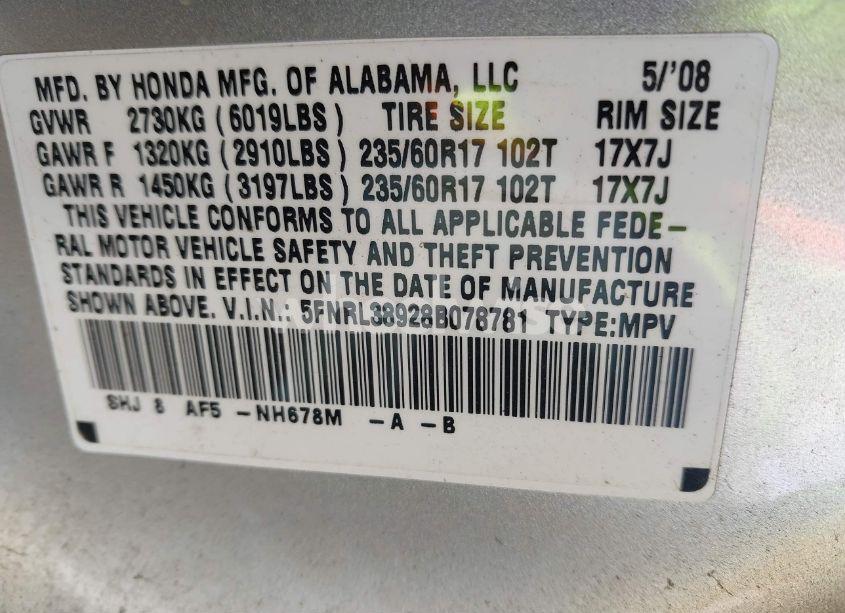 MFD. BY HONDA MFG. OF ALABAMA, LLC 5/'08
GVWR 2730KG (6019LBS) TIRE SIZE RIM SIZE
GAWR F 1320KG (2910LBS) 235/60R17 102T 17X7J
GAWR R 1450KG (3197LBS) 235/60R17 102T 17X7J
THIS VEHICLE CONFORMS TO ALL APPLICABLE FEDE-
RAL MOTOR VEHICLE SAFETY AND THEFT PREVENTION
STANDARDS IN EFFECT ON THE DATE OF MANUFACTURE
SHOWN ABOVE. V.I.N.: 5FNRL38928B078781 TYPE:MPV
SHJ 8 AF5 -NH678M -A -B